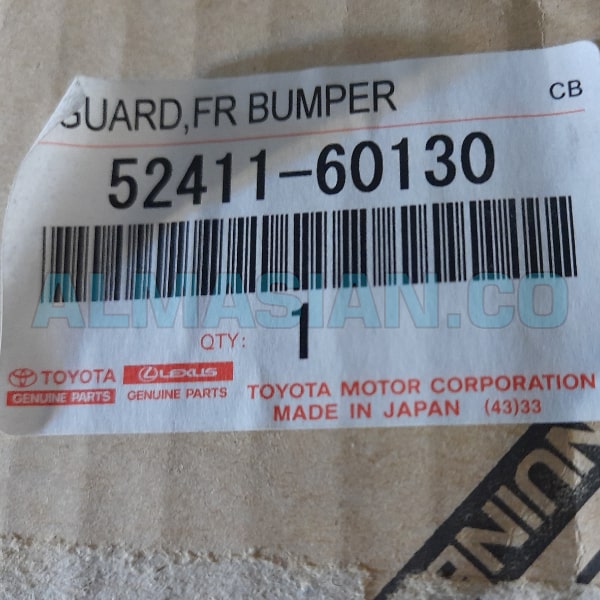 GUARD,FR BUMPER
CB
52411-60130
ALMASIAN.CO
QTY: 1
TOYOTA
GENUINE PARTS
LEXUS
GENUINE PARTS
TOYOTA MOTOR CORPORATION
MADE IN JAPAN (43)33